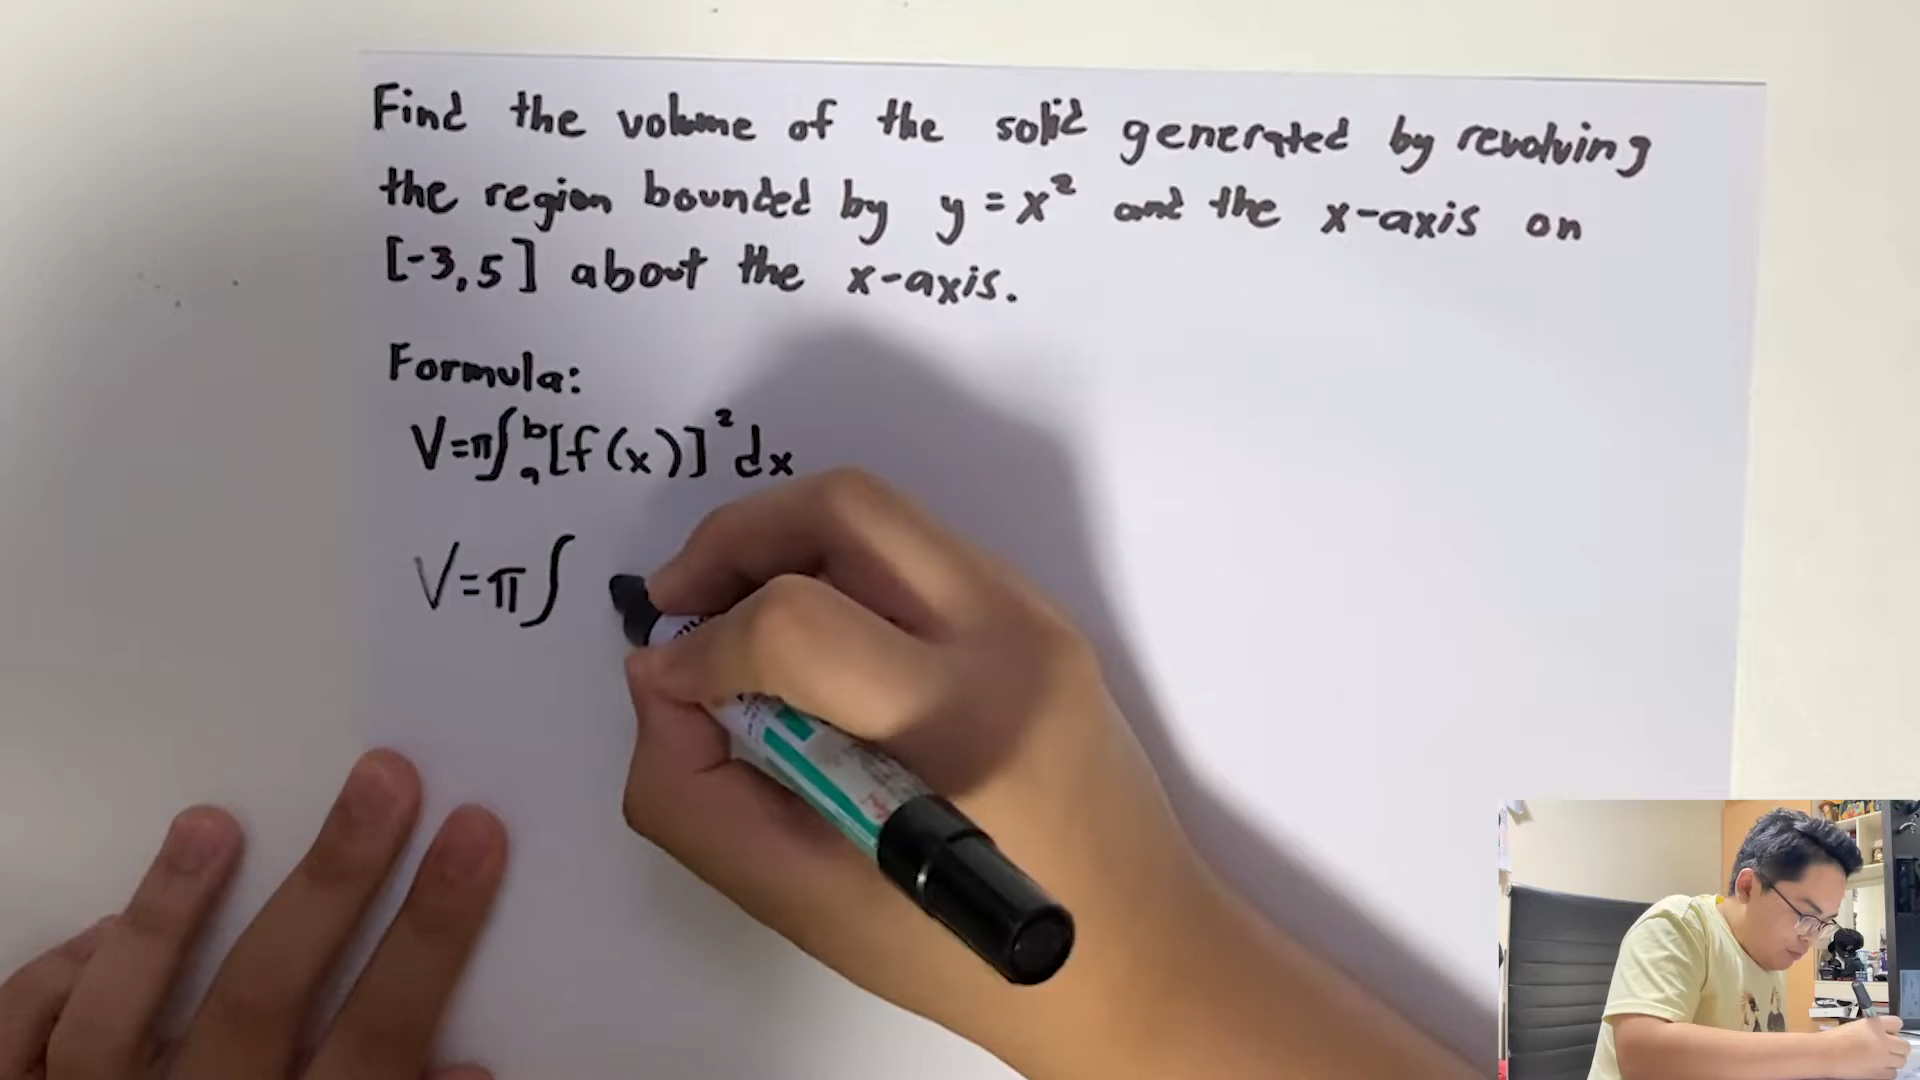 Find the volume of the solid generated by revolving
the region bounded by y = x² and the x-axis on
[-3,5] about the x-axis.
Formula:
V=π∫ᵇₐ[f(x)]²dx
V=π∫